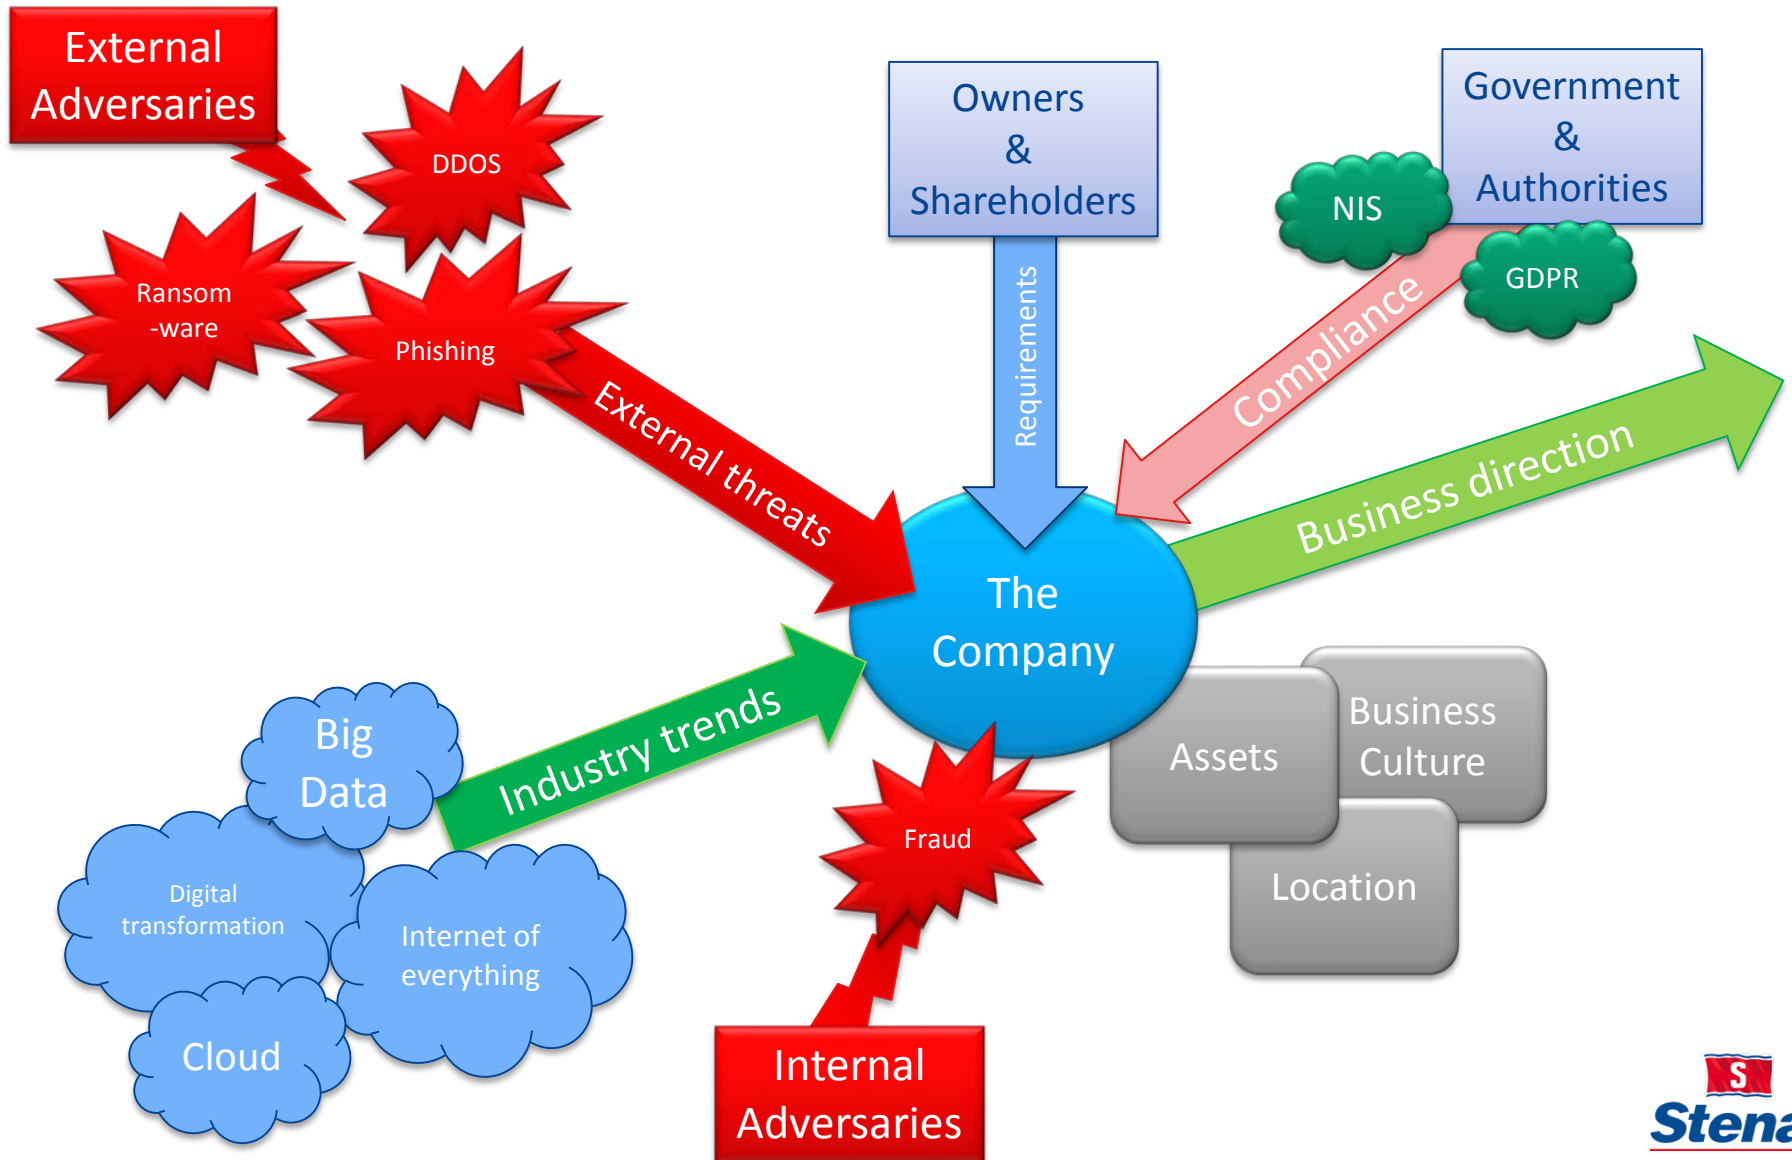 External
Adversaries
DDOS
Ransom
-ware
Phishing
External threats
Owners
&
Shareholders
Requirements
Government
&
Authorities
NIS
GDPR
Compliance
Business direction
The
Company
Industry trends
Big
Data
Digital
transformation
Internet of
everything
Cloud
Fraud
Internal
Adversaries
Assets
Business
Culture
Location
S
Stena